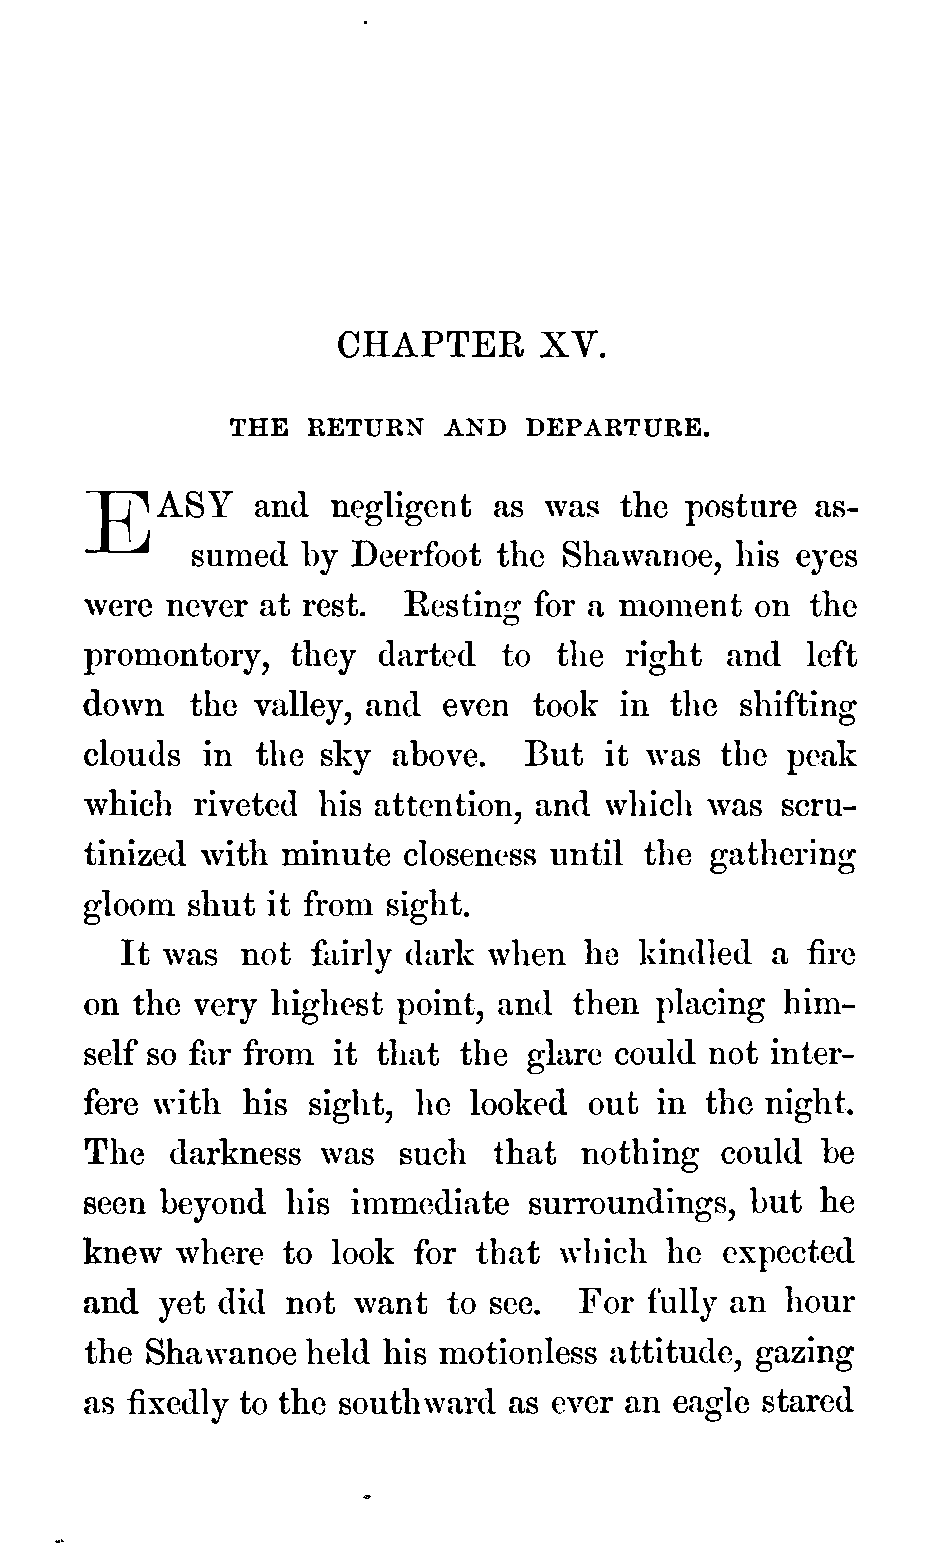 CHAPTER XV.
THE RETURN AND DEPARTURE.
EASY and negligent as was the posture as-
sumed by Deerfoot the Shawanoe, his eyes
were never at rest. Resting for a moment on the
promontory, they darted to the right and left
down the valley, and even took in the shifting
clouds in the sky above. But it was the peak
which riveted his attention, and which was scru-
tinized with minute closeness until the gathering
gloom shut it from sight.
It was not fairly dark when he kindled a fire
on the very highest point, and then placing him-
self so far from it that the glare could not inter-
fere with his sight, he looked out in the night.
The darkness was such that nothing could be
seen beyond his immediate surroundings, but he
knew where to look for that which he expected
and yet did not want to see. For fully an hour
the Shawanoe held his motionless attitude, gazing
as fixedly to the southward as ever an eagle stared